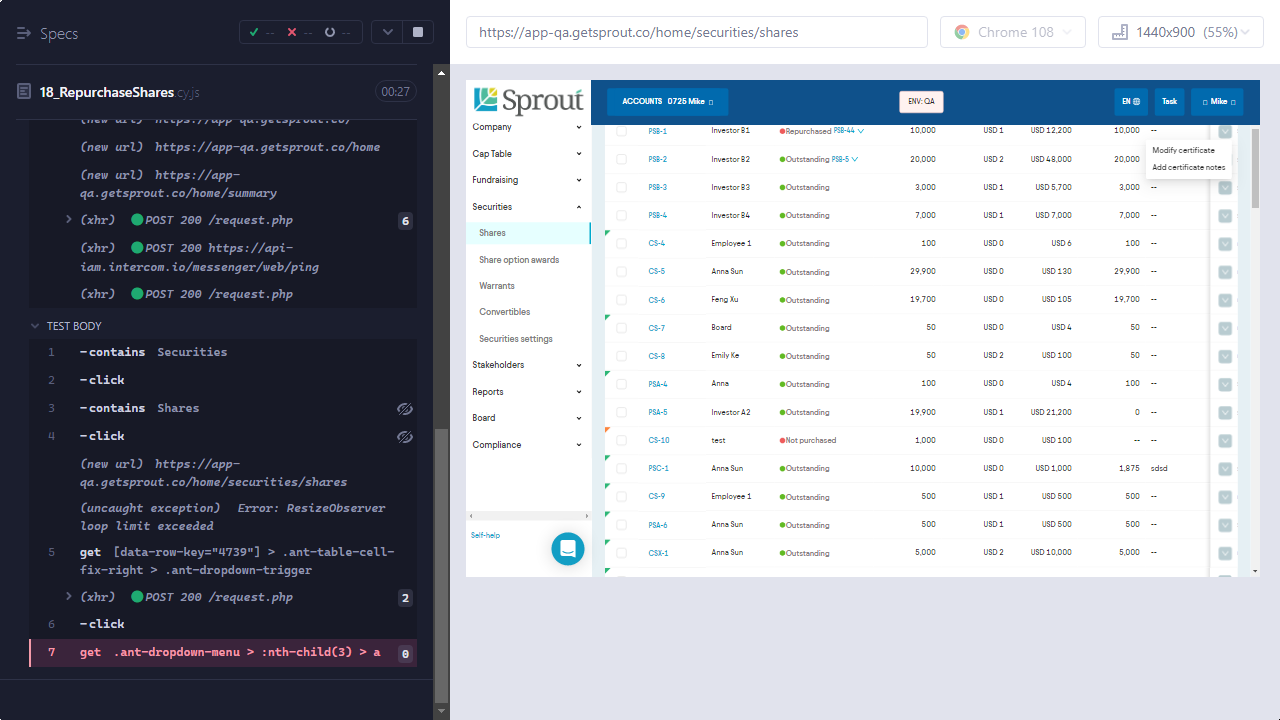 Specs
--
--
--
18_RepurchaseShares.cy.js
00:27
(new url) https://app-qa.getsprout.co/
(new url) https://app-qa.getsprout.co/home
(new url) https://app-
qa.getsprout.co/home/summary
(xhr) POST 200 /request.php 6
(xhr) POST 200 https://api-
iam.intercom.io/messenger/web/ping
(xhr) POST 200 /request.php
TEST BODY
1 -contains Securities
2 -click
3 -contains Shares
4 -click
(new url) https://app-
qa.getsprout.co/home/securities/shares
(uncaught exception) Error: ResizeObserver
loop limit exceeded
5 get [data-row-key="4739"] > .ant-table-cell-
fix-right > .ant-dropdown-trigger
(xhr) POST 200 /request.php 2
6 -click
7 get .ant-dropdown-menu > :nth-child(3) > a 0
https://app-qa.getsprout.co/home/securities/shares
Chrome 108
1440x900 (55%)
Sprout
ACCOUNTS 0725 Mike
ENV: QA
EN
Task
Mike
Company
Cap Table
Fundraising
Securities
Shares
Share option awards
Warrants
Convertibles
Securities settings
Stakeholders
Reports
Board
Compliance
Self-help
PSB-1 Investor B1 Repurchased PSB-44 10,000 USD 1 USD 12,200 10,000 --
PSB-2 Investor B2 Outstanding PSB-5 20,000 USD 2 USD 48,000 20,000
PSB-3 Investor B3 Outstanding 3,000 USD 1 USD 5,700 3,000 --
PSB-4 Investor B4 Outstanding 7,000 USD 1 USD 7,000 7,000 --
CS-4 Employee 1 Outstanding 100 USD 0 USD 6 100 --
CS-5 Anna Sun Outstanding 29,900 USD 0 USD 130 29,900 --
CS-6 Feng Xu Outstanding 19,700 USD 0 USD 105 19,700 --
CS-7 Board Outstanding 50 USD 0 USD 4 50 --
CS-8 Emily Ke Outstanding 50 USD 2 USD 100 50 --
PSA-4 Anna Outstanding 100 USD 0 USD 4 100 --
PSA-5 Investor A2 Outstanding 19,900 USD 1 USD 21,200 0 --
CS-10 test Not purchased 1,000 USD 0 USD 100 -- --
PSC-1 Anna Sun Outstanding 10,000 USD 0 USD 1,000 1,875 sdsd
CS-9 Employee 1 Outstanding 500 USD 1 USD 500 500 --
PSA-6 Anna Sun Outstanding 500 USD 1 USD 500 500 --
CSX-1 Anna Sun Outstanding 5,000 USD 2 USD 10,000 5,000 --
Modify certificate
Add certificate notes